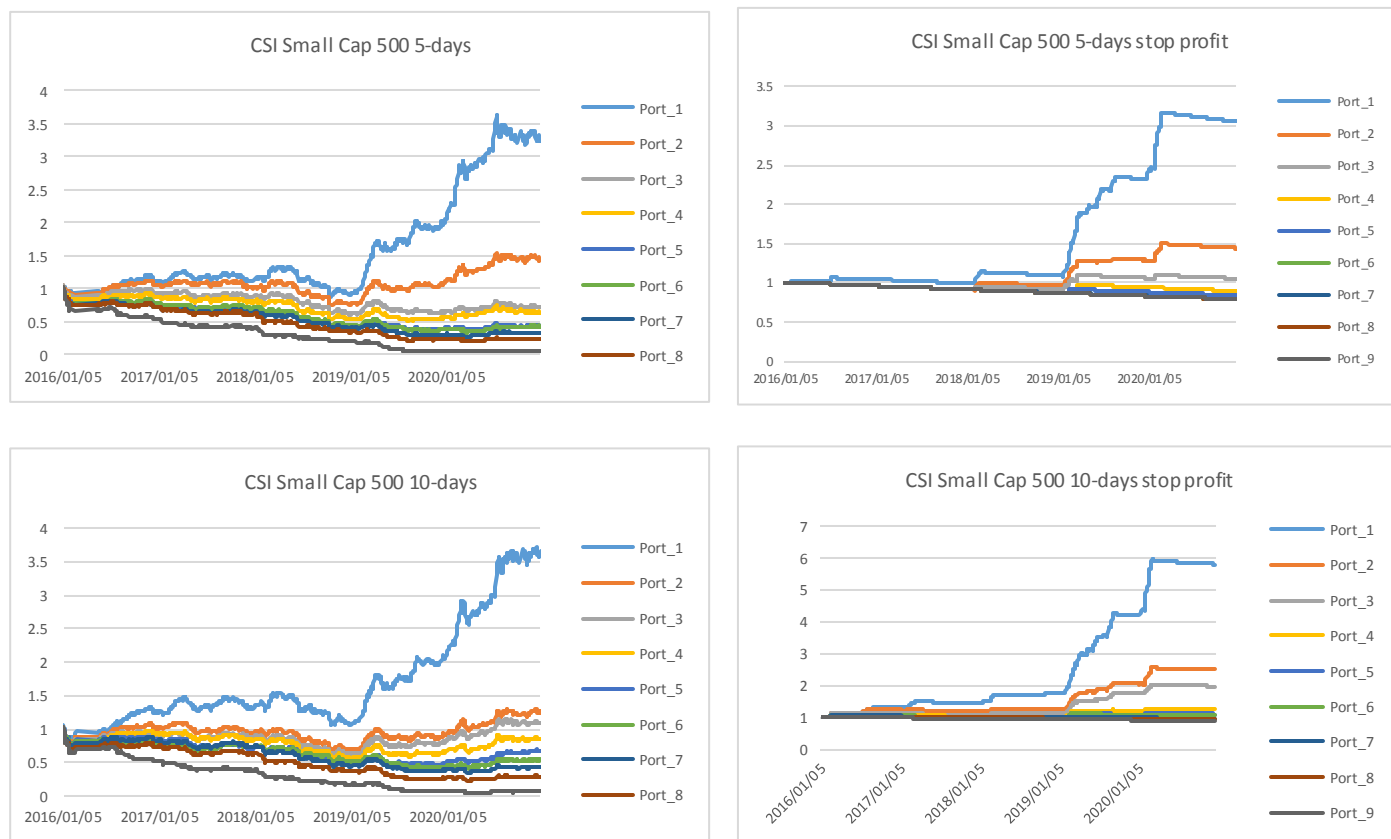 CSI Small Cap 500 5-days
4
3.5
3
2.5
2
1.5
1
0.5
0
2016/01/05
2017/01/05
2018/01/05
2019/01/05
2020/01/05
Port_1
Port_2
Port_3
Port_4
Port_5
Port_6
Port_7
Port_8
CSI Small Cap 500 5-days stop profit
3.5
3
2.5
2
1.5
1
0.5
0
2016/01/05
2017/01/05
2018/01/05
2019/01/05
2020/01/05
Port_1
Port_2
Port_3
Port_4
Port_5
Port_6
Port_7
Port_8
Port_9
CSI Small Cap 500 10-days
4
3.5
3
2.5
2
1.5
1
0.5
0
2016/01/05
2017/01/05
2018/01/05
2019/01/05
2020/01/05
Port_1
Port_2
Port_3
Port_4
Port_5
Port_6
Port_7
Port_8
CSI Small Cap 500 10-days stop profit
7
6
5
4
3
2
1
0
2016/01/05
2017/01/05
2018/01/05
2019/01/05
2020/01/05
Port_1
Port_2
Port_3
Port_4
Port_5
Port_6
Port_7
Port_8
Port_9